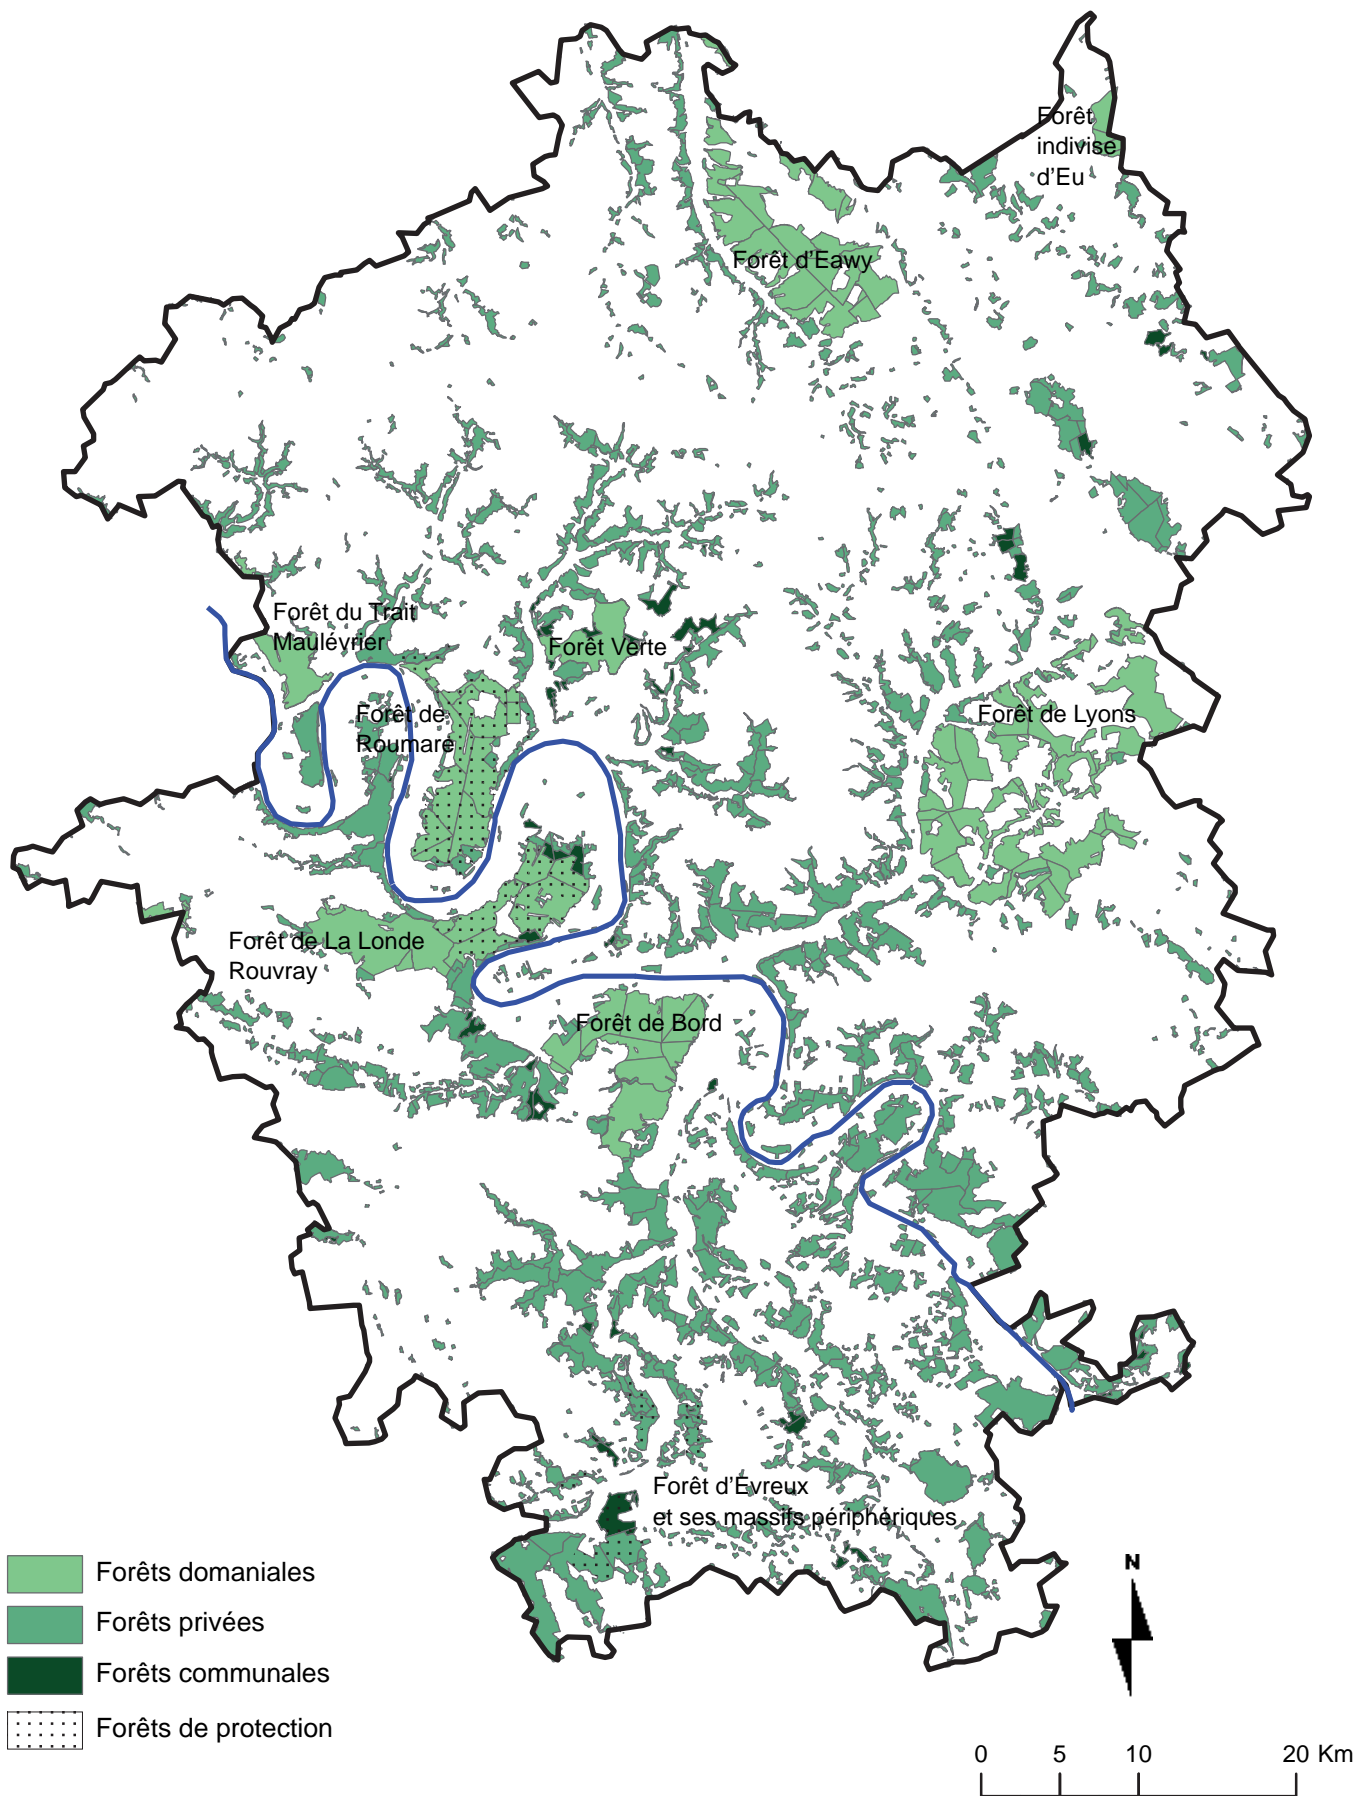 Forêt
indivise
d'Eu
Forêt d'Eawy
Forêt du Trait
Maulévrier
Forêt Verte
Forêt de
Roumare
Forêt de Lyons
Forêt de La Londe
Rouvray
Forêt de Bord
Forêt d'Evreux
et ses massifs périphériques
Forêts domaniales
Forêts privées
Forêts communales
Forêts de protection
N
0 5 10 20 Km